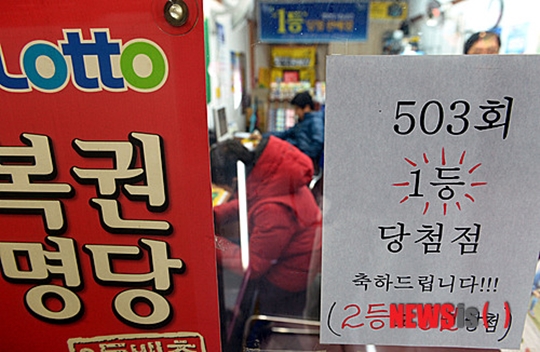 Lotto
복권
명당
1등
503회
1등
당첨점
축하드립니다!!!
(2등 NEWSis 첨)